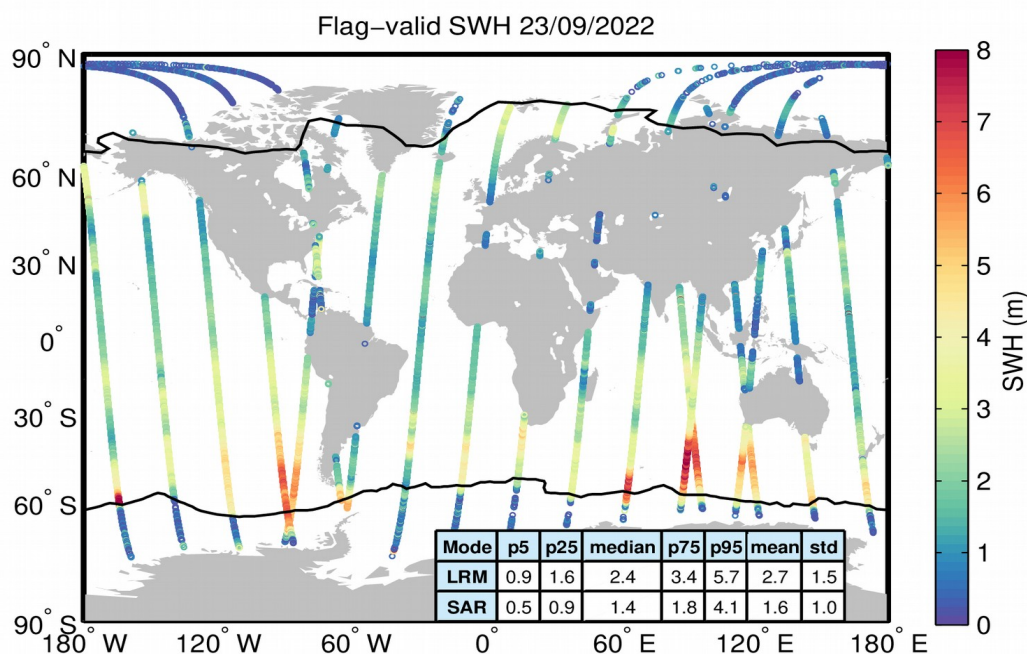 Flag−valid SWH 23/09/2022
90° N
60° N
30° N
0°
30° S
60° S
90° S
180° W
120° W
60° W
0°
60° E
120° E
180° E
Mode p5 p25 median p75 p95 mean std
LRM 0.9 1.6 2.4 3.4 5.7 2.7 1.5
SAR 0.5 0.9 1.4 1.8 4.1 1.6 1.0
8
7
6
5
4
3
2
1
0
SWH (m)